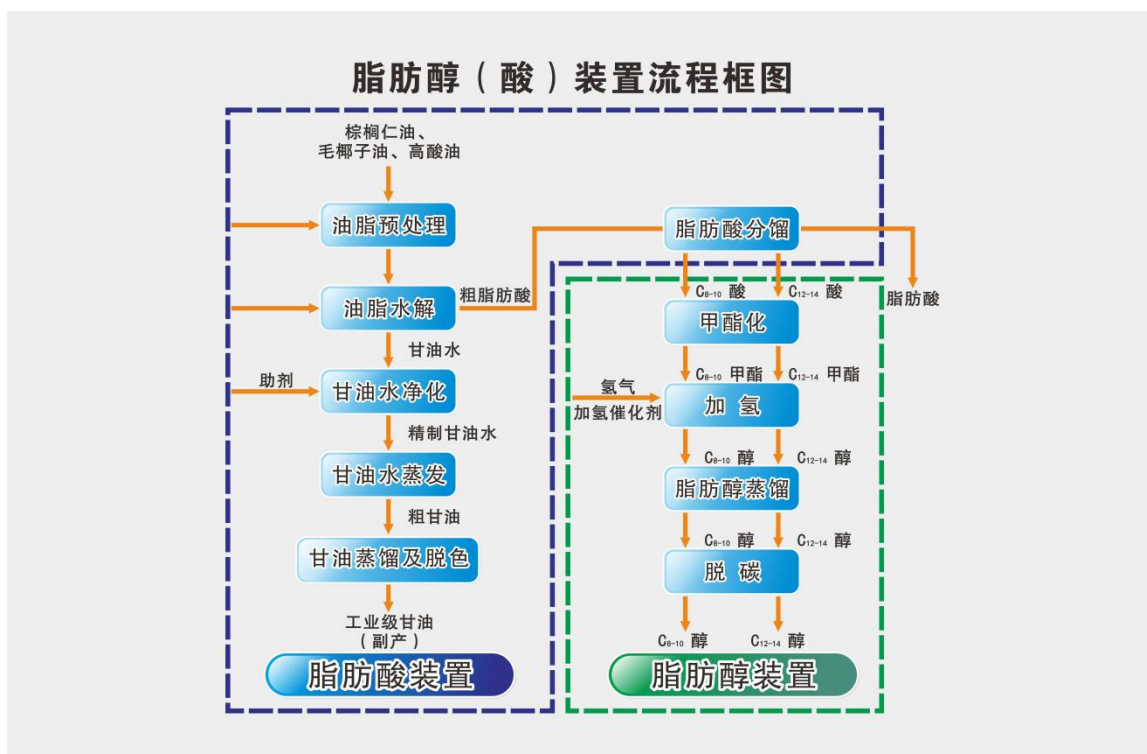 脂肪醇（酸）装置流程框图
棕榈仁油、
毛椰子油、高酸油
油脂预处理
油脂水解
粗脂肪酸
甘油水
助剂
甘油水净化
精制甘油水
甘油水蒸发
粗甘油
甘油蒸馏及脱色
工业级甘油
（副产）
脂肪酸装置
脂肪酸分馏
脂肪酸
C₈₋₁₀ 酸
C₁₂₋₁₄ 酸
甲酯化
C₈₋₁₀ 甲酯
C₁₂₋₁₄ 甲酯
氢气
加氢催化剂
加 氢
C₈₋₁₀ 醇
C₁₂₋₁₄ 醇
脂肪醇蒸馏
C₈₋₁₀ 醇
C₁₂₋₁₄ 醇
脱 碳
C₈₋₁₀ 醇
C₁₂₋₁₄ 醇
脂肪醇装置